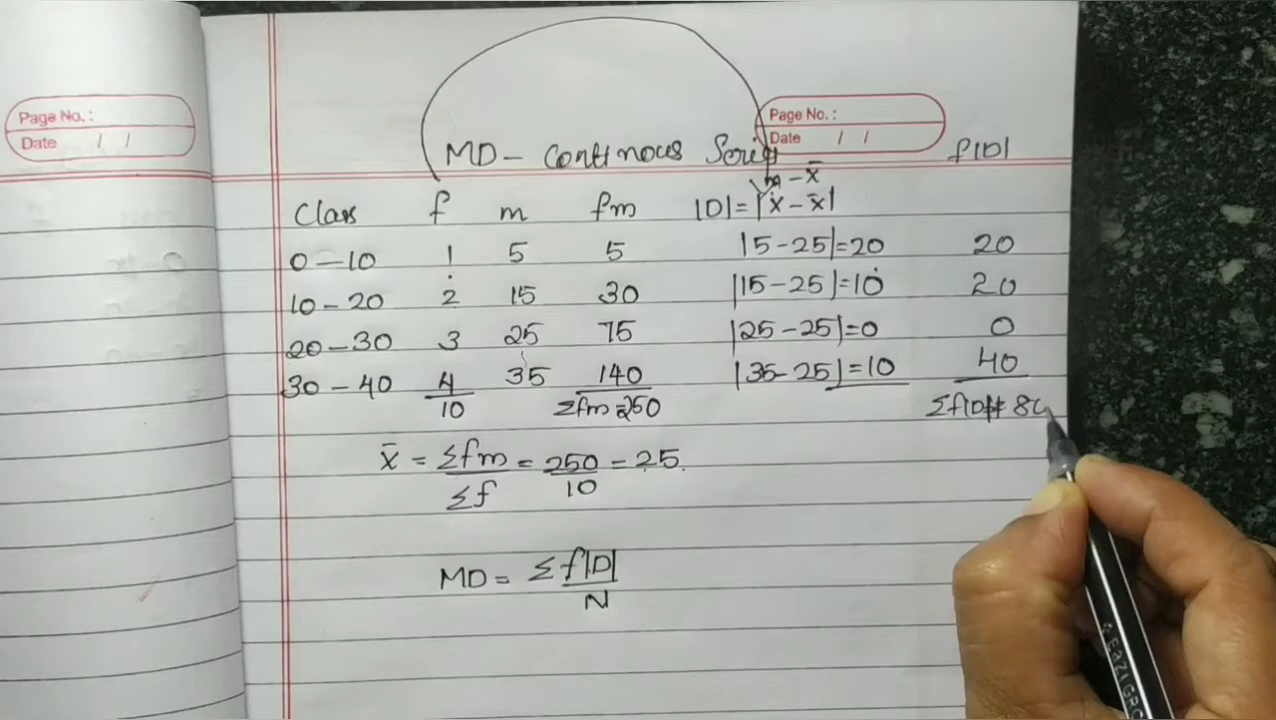 Page No. :
Date / /
Page No. :
Date / /
MD - Continous Series f|D|
m - x̄
Class f m fm |D| = |x - x̄|
0-10 1 5 5 |5-25|=20 20
10-20 2 15 30 |15-25|=10 20
20-30 3 25 75 |25-25|=0 0
30-40 4 35 140 |35-25|=10 40
10 Σfm=250 Σf|D|= 80
x̄ = Σfm/Σf = 250/10 = 25.
MD = Σf|D|/N
EAZI GRC